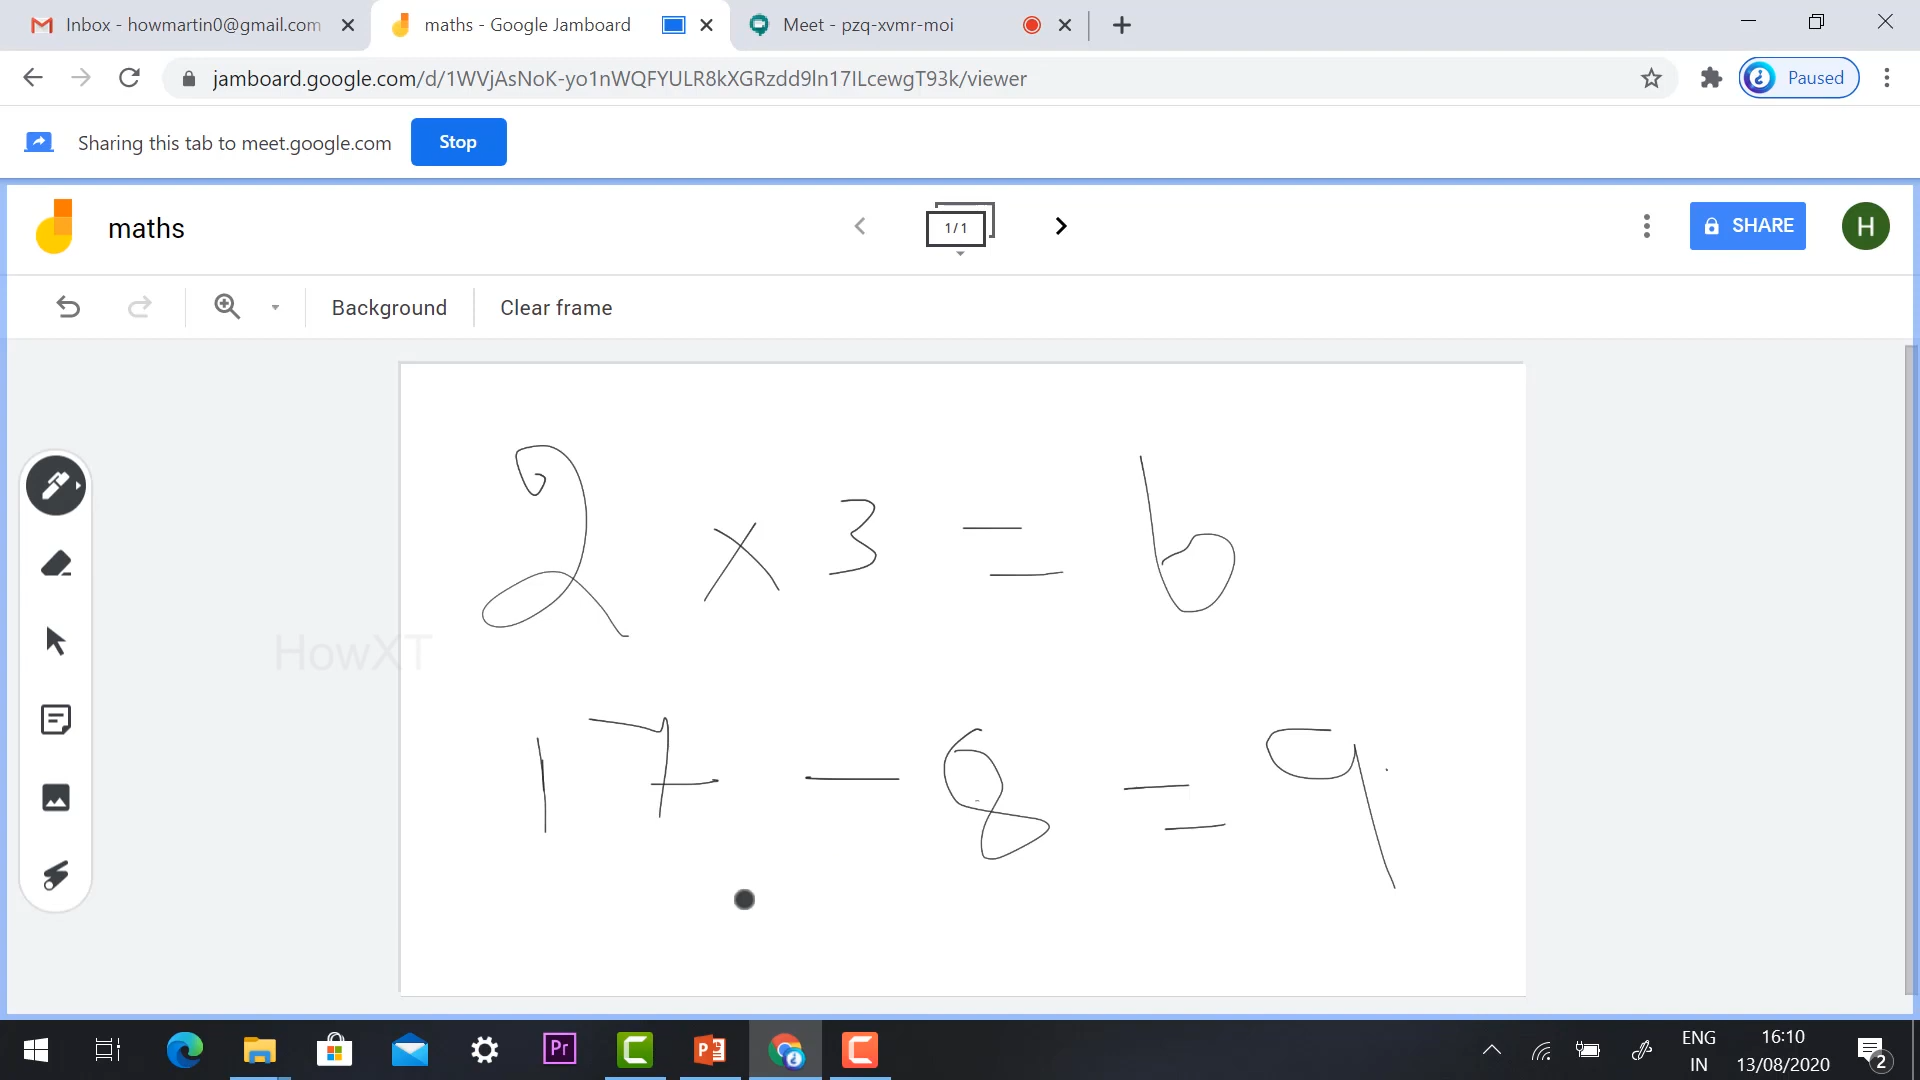 Inbox - howmartin0@gmail.com
maths - Google Jamboard
Meet - pzq-xvmr-moi
jamboard.google.com/d/1WVjAsNoK-yo1nWQFYULR8kXGRzdd9ln17ILcewgT93k/viewer
Paused
Sharing this tab to meet.google.com
Stop
maths
1/1
SHARE
H
Background
Clear frame
2 x 3 = 6
HowXT
17 - 8 = 9
Pr
ENG
IN
16:10
13/08/2020
2